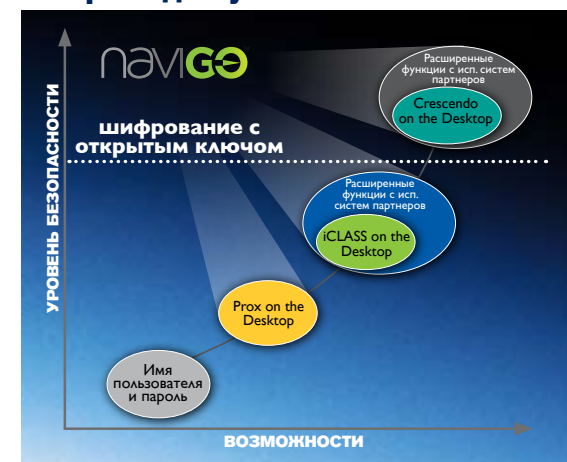 naviGO
Расширенные
функции с исп. систем
партнеров
Crescendo
on the Desktop
шифрование с
открытым ключом
Расширенные
функции с исп.
систем партнеров
iCLASS on the
Desktop
Prox on the
Desktop
Имя
пользователя
и пароль
УРОВЕНЬ БЕЗОПАСНОСТИ
ВОЗМОЖНОСТИ